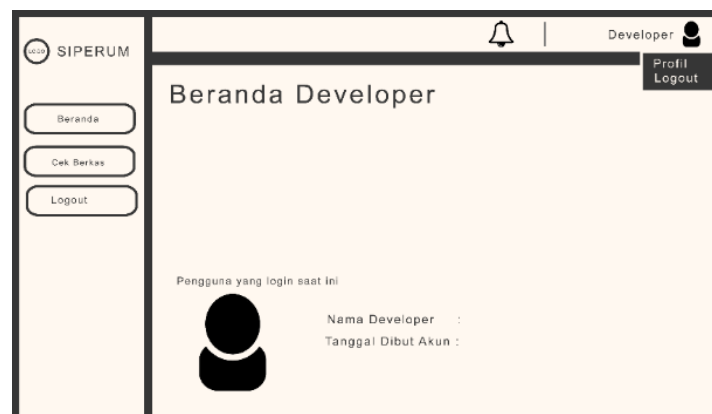 LOGO SIPERUM
Developer
Profil
Logout
Beranda Developer
Beranda
Cek Berkas
Logout
Pengguna yang login saat ini
Nama Developer :
Tanggal Dibut Akun :